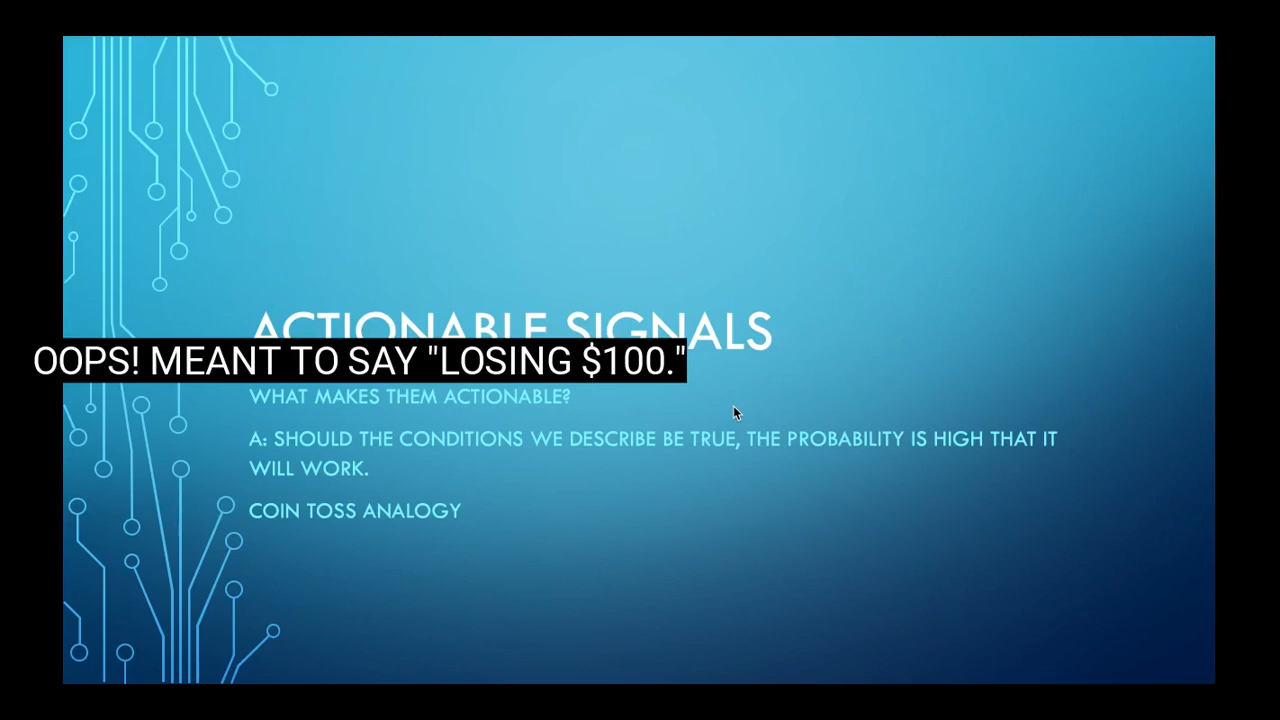 ACTIONABLE SIGNALS
OOPS! MEANT TO SAY "LOSING $100."
WHAT MAKES THEM ACTIONABLE?
A: SHOULD THE CONDITIONS WE DESCRIBE BE TRUE, THE PROBABILITY IS HIGH THAT IT
WILL WORK.
COIN TOSS ANALOGY